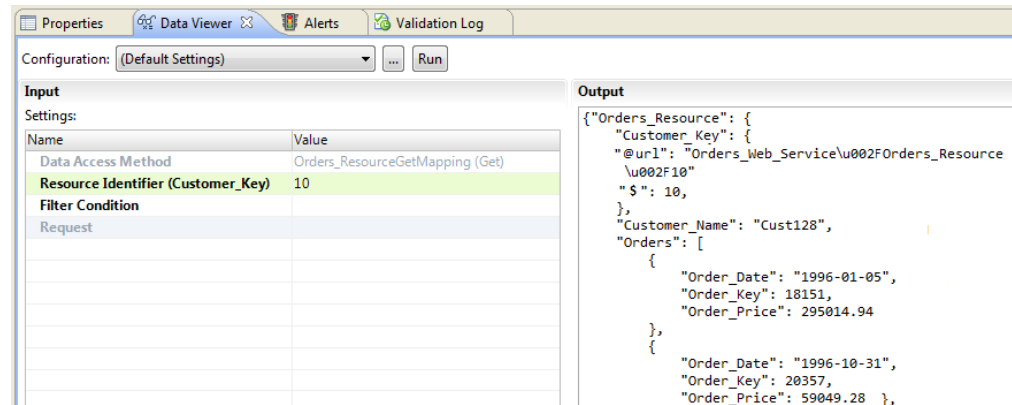 Properties Data Viewer Alerts Validation Log
Configuration: (Default Settings) ... Run
Input
Settings:
Name Value
Data Access Method Orders_ResourceGetMapping (Get)
Resource Identifier (Customer_Key) 10
Filter Condition
Request
Output
{"Orders_Resource": {
"Customer_Key": {
"@url": "Orders_Web_Service\u002FOrders_Resource
\u002F10"
"$": 10,
},
"Customer_Name": "Cust128",
"Orders": [
{
"Order_Date": "1996-01-05",
"Order_Key": 18151,
"Order_Price": 295014.94
},
{
"Order_Date": "1996-10-31",
"Order_Key": 20357,
"Order_Price": 59049.28 },